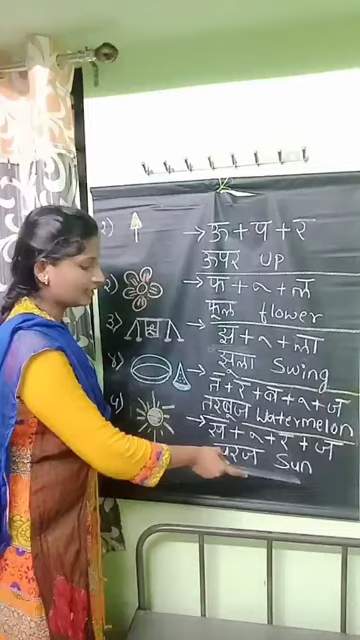 १) → ऊ + प + र
ऊपर up
२) → फ + ू + ल
फूल flower
३) → झ + ू + ला
झूला Swing
४) → त + र + ब + ू + ज
तरबूज Watermelon
५) → स + ू + र + ज
रज Sun